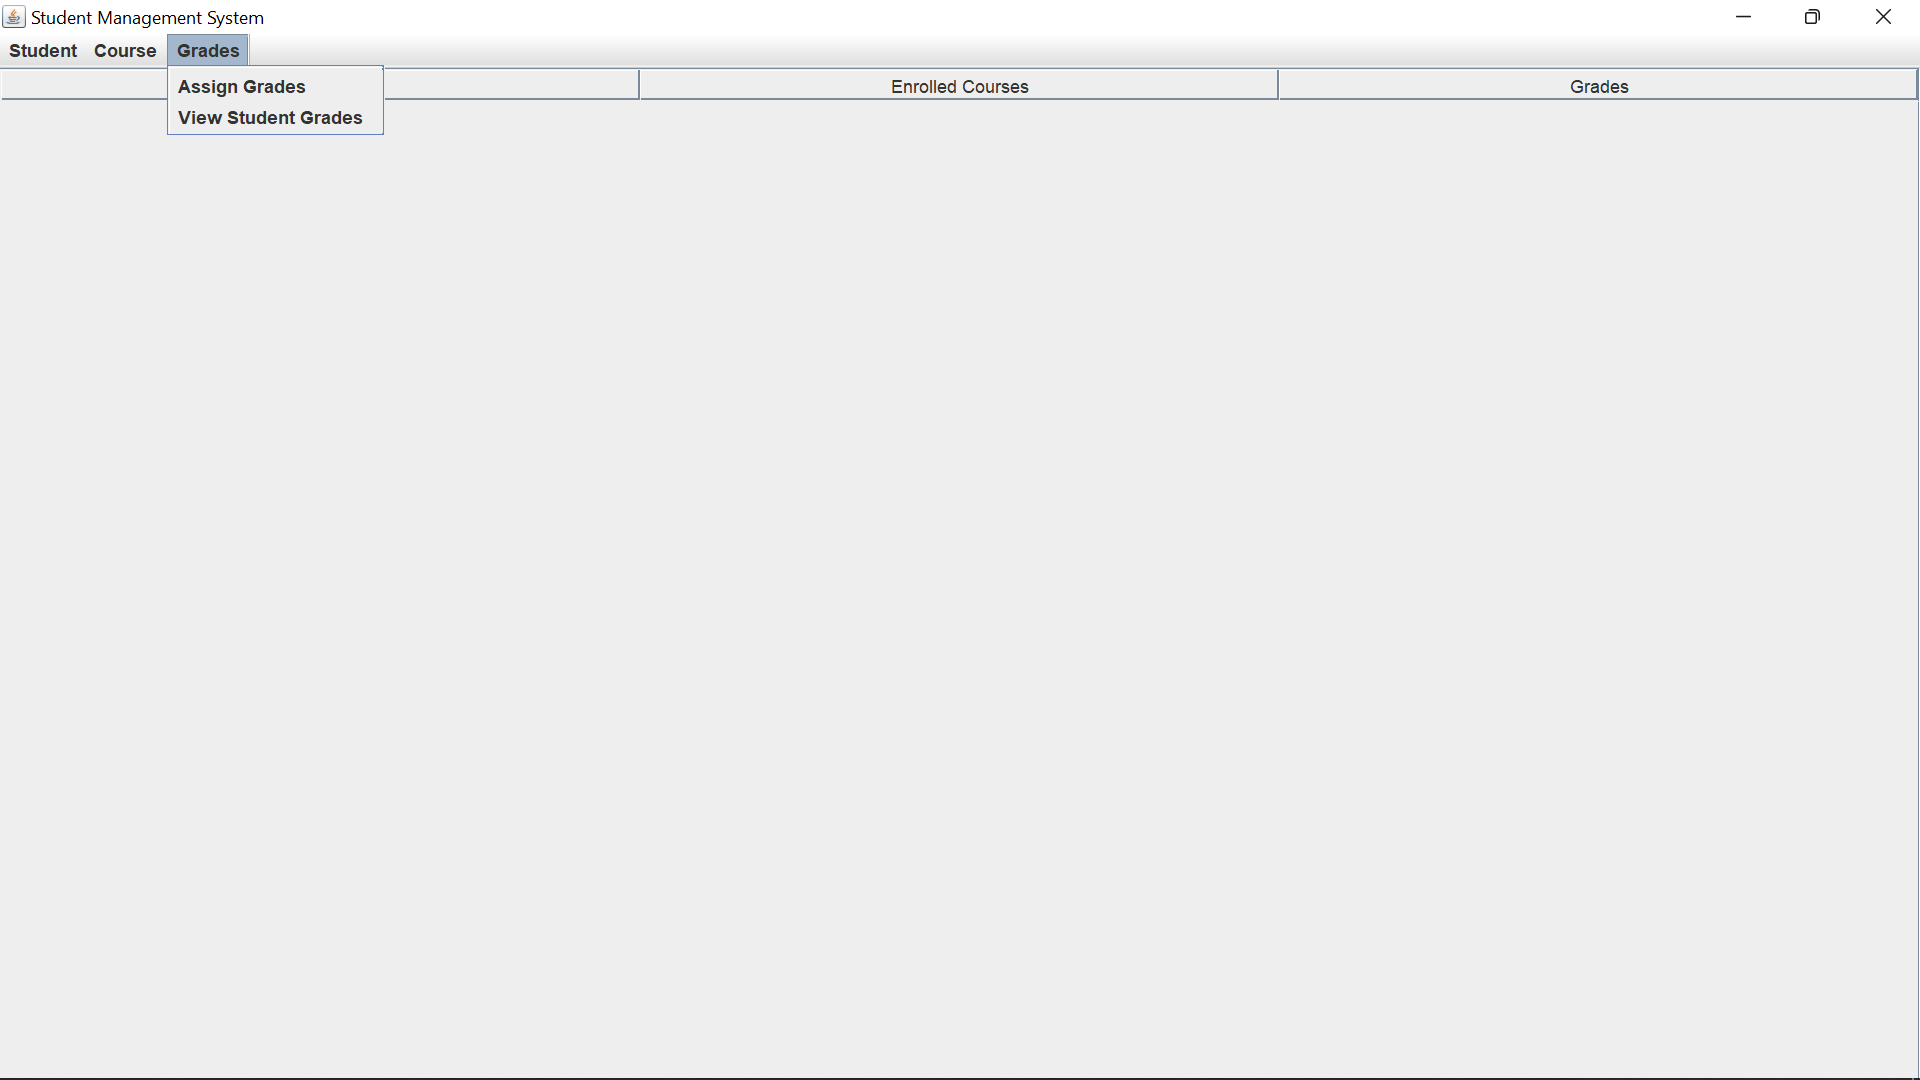 Student Management System
Student Course Grades
Assign Grades
View Student Grades
Enrolled Courses
Grades